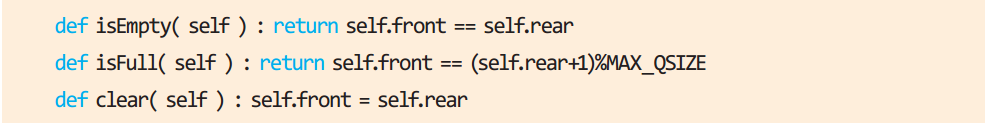 def isEmpty( self ) : return self.front == self.rear
def isFull( self ) : return self.front == (self.rear+1)%MAX_QSIZE
def clear( self ) : self.front = self.rear